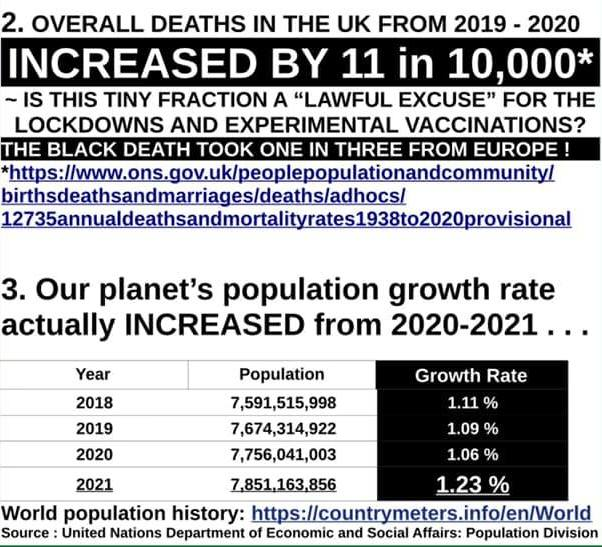 2. OVERALL DEATHS IN THE UK FROM 2019 - 2020
INCREASED BY 11 in 10,000*
~ IS THIS TINY FRACTION A “LAWFUL EXCUSE” FOR THE
LOCKDOWNS AND EXPERIMENTAL VACCINATIONS?
THE BLACK DEATH TOOK ONE IN THREE FROM EUROPE !
*https://www.ons.gov.uk/peoplepopulationandcommunity/
birthsdeathsandmarriages/deaths/adhocs/
12735annualdeathsandmortalityrates1938to2020provisional
3. Our planet’s population growth rate
actually INCREASED from 2020-2021 . . .
Year Population Growth Rate
2018 7,591,515,998 1.11 %
2019 7,674,314,922 1.09 %
2020 7,756,041,003 1.06 %
2021 7,851,163,856 1.23 %
World population history: https://countrymeters.info/en/World
Source : United Nations Department of Economic and Social Affairs: Population Division